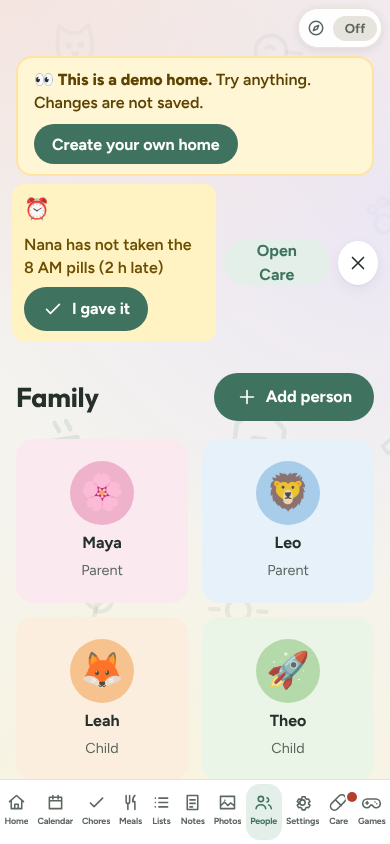 Off
👀 This is a demo home. Try anything.
Changes are not saved.
Create your own home
Nana has not taken the
8 AM pills (2 h late)
I gave it
Open
Care
Family
Add person
Maya
Parent
Leo
Parent
Leah
Child
Theo
Child
Home Calendar Chores Meals Lists Notes Photos People Settings Care Games